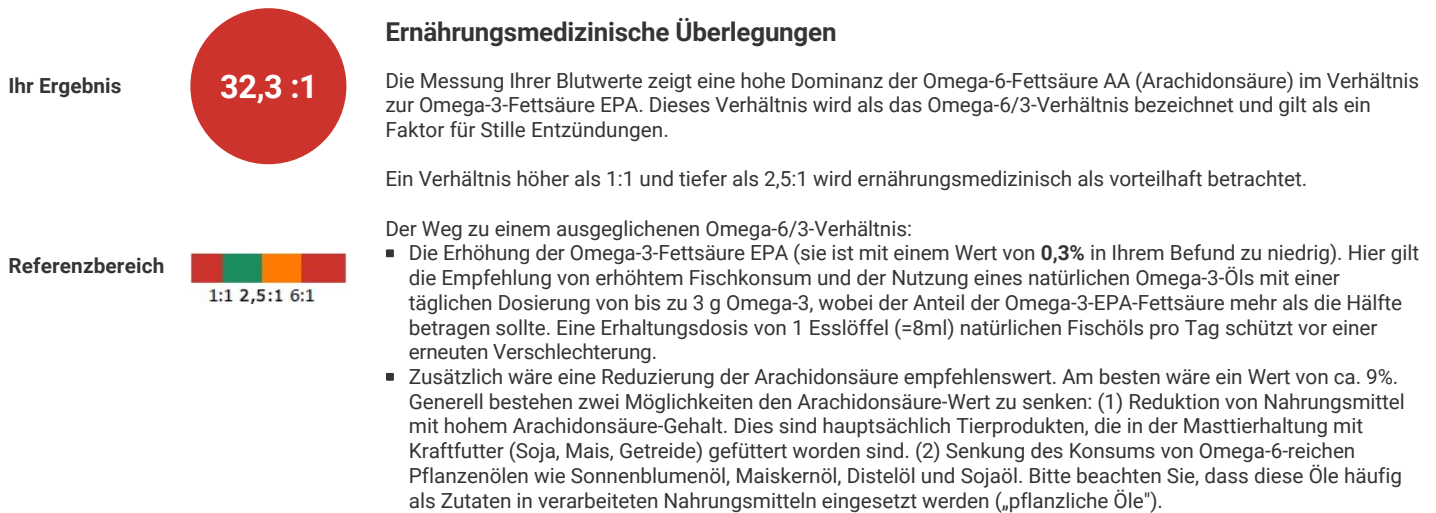 Ernährungsmedizinische Überlegungen
Ihr Ergebnis
32,3 :1
Die Messung Ihrer Blutwerte zeigt eine hohe Dominanz der Omega-6-Fettsäure AA (Arachidonsäure) im Verhältnis
zur Omega-3-Fettsäure EPA. Dieses Verhältnis wird als das Omega-6/3-Verhältnis bezeichnet und gilt als ein
Faktor für Stille Entzündungen.
Ein Verhältnis höher als 1:1 und tiefer als 2,5:1 wird ernährungsmedizinisch als vorteilhaft betrachtet.
Referenzbereich
1:1 2,5:1 6:1
Der Weg zu einem ausgeglichenen Omega-6/3-Verhältnis:
▪ Die Erhöhung der Omega-3-Fettsäure EPA (sie ist mit einem Wert von 0,3% in Ihrem Befund zu niedrig). Hier gilt
die Empfehlung von erhöhtem Fischkonsum und der Nutzung eines natürlichen Omega-3-Öls mit einer
täglichen Dosierung von bis zu 3 g Omega-3, wobei der Anteil der Omega-3-EPA-Fettsäure mehr als die Hälfte
betragen sollte. Eine Erhaltungsdosis von 1 Esslöffel (=8ml) natürlichen Fischöls pro Tag schützt vor einer
erneuten Verschlechterung.
▪ Zusätzlich wäre eine Reduzierung der Arachidonsäure empfehlenswert. Am besten wäre ein Wert von ca. 9%.
Generell bestehen zwei Möglichkeiten den Arachidonsäure-Wert zu senken: (1) Reduktion von Nahrungsmittel
mit hohem Arachidonsäure-Gehalt. Dies sind hauptsächlich Tierprodukten, die in der Masttierhaltung mit
Kraftfutter (Soja, Mais, Getreide) gefüttert worden sind. (2) Senkung des Konsums von Omega-6-reichen
Pflanzenölen wie Sonnenblumenöl, Maiskernöl, Distelöl und Sojaöl. Bitte beachten Sie, dass diese Öle häufig
als Zutaten in verarbeiteten Nahrungsmitteln eingesetzt werden („pflanzliche Öle").